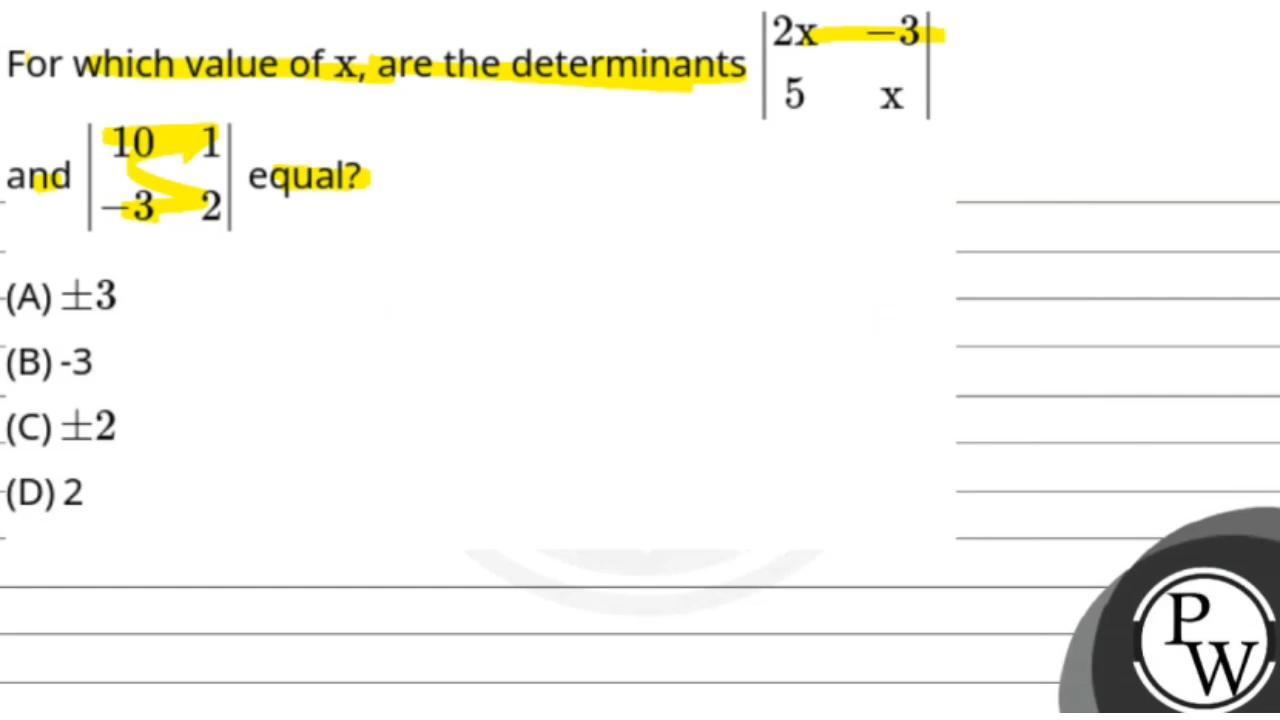 For which value of x, are the determinants |2x −3|
|5 x|
and |10 1| equal?
|−3 2|
(A) ±3
(B) -3
(C) ±2
(D) 2
P
W